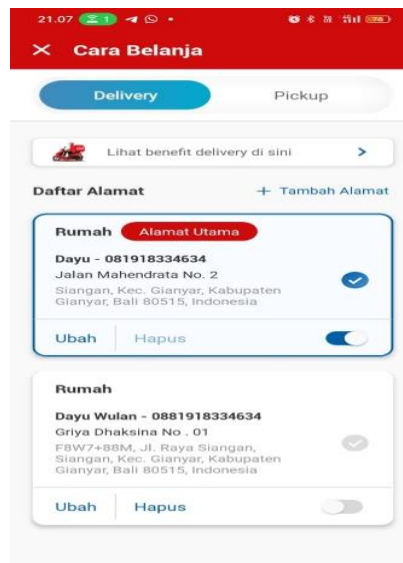 21.07 1
Cara Belanja
Delivery Pickup
Lihat benefit delivery di sini
Daftar Alamat + Tambah Alamat
Rumah Alamat Utama
Dayu - 081918334634
Jalan Mahendrata No. 2
Siangan, Kec. Gianyar, Kabupaten
Gianyar, Bali 80515, Indonesia
Ubah Hapus
Rumah
Dayu Wulan - 0881918334634
Griya Dhaksina No . 01
F8W7+88M, Jl. Raya Siangan,
Siangan, Kec. Gianyar, Kabupaten
Gianyar, Bali 80515, Indonesia
Ubah Hapus